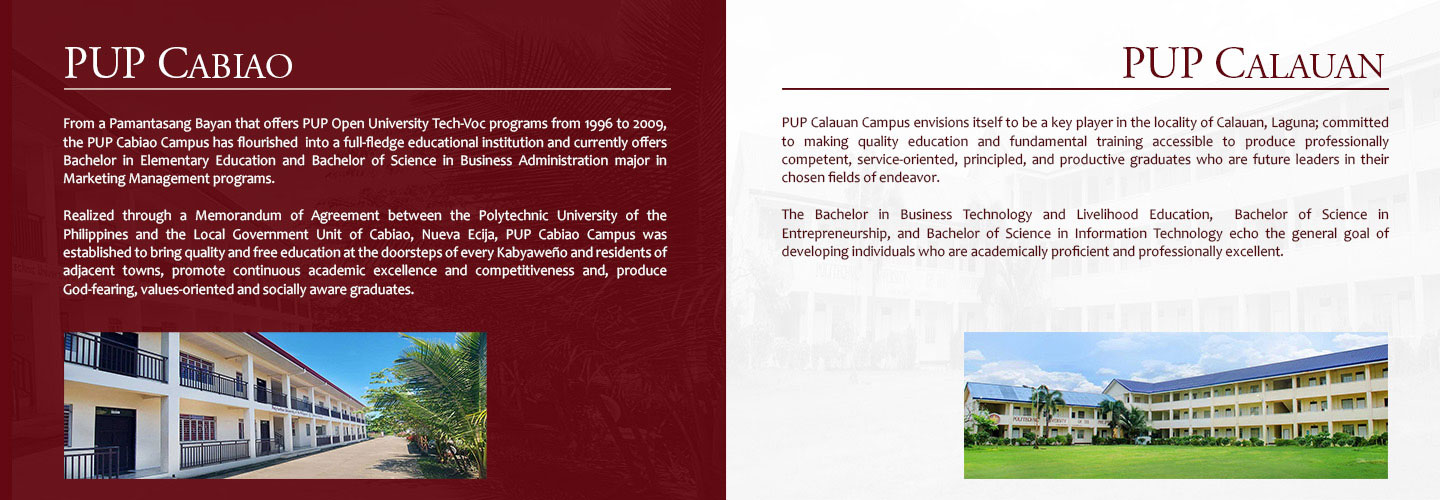 PUP CABIAO
From a Pamantasang Bayan that offers PUP Open University Tech-Voc programs from 1996 to 2009,
the PUP Cabiao Campus has flourished into a full-fledge educational institution and currently offers
Bachelor in Elementary Education and Bachelor of Science in Business Administration major in
Marketing Management programs.
Realized through a Memorandum of Agreement between the Polytechnic University of the
Philippines and the Local Government Unit of Cabiao, Nueva Ecija, PUP Cabiao Campus was
established to bring quality and free education at the doorsteps of every Kabyaweño and residents of
adjacent towns, promote continuous academic excellence and competitiveness and, produce
God-fearing, values-oriented and socially aware graduates.
PUP CALAUAN
PUP Calauan Campus envisions itself to be a key player in the locality of Calauan, Laguna; committed
to making quality education and fundamental training accessible to produce professionally
competent, service-oriented, principled, and productive graduates who are future leaders in their
chosen fields of endeavor.
The Bachelor in Business Technology and Livelihood Education, Bachelor of Science in
Entrepreneurship, and Bachelor of Science in Information Technology echo the general goal of
developing individuals who are academically proficient and professionally excellent.